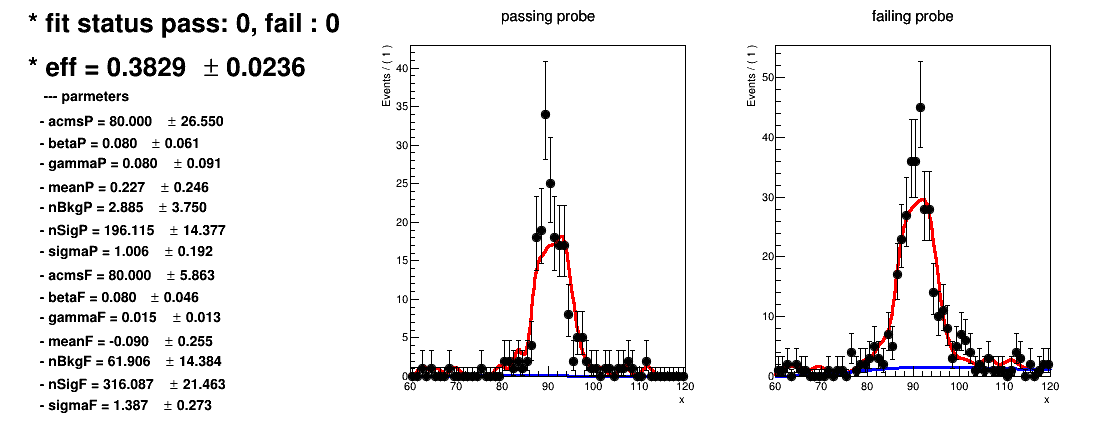 * fit status pass: 0, fail : 0
* eff = 0.3829 ± 0.0236
--- parmeters
- acmsP = 80.000 ± 26.550
- betaP = 0.080 ± 0.061
- gammaP = 0.080 ± 0.091
- meanP = 0.227 ± 0.246
- nBkgP = 2.885 ± 3.750
- nSigP = 196.115 ± 14.377
- sigmaP = 1.006 ± 0.192
- acmsF = 80.000 ± 5.863
- betaF = 0.080 ± 0.046
- gammaF = 0.015 ± 0.013
- meanF = -0.090 ± 0.255
- nBkgF = 61.906 ± 14.384
- nSigF = 316.087 ± 21.463
- sigmaF = 1.387 ± 0.273
passing probe
Events / ( 1 )
40
35
30
25
20
15
10
5
0
60 70 80 90 100 110 120
x
failing probe
Events / ( 1 )
50
40
30
20
10
0
60 70 80 90 100 110 120
x